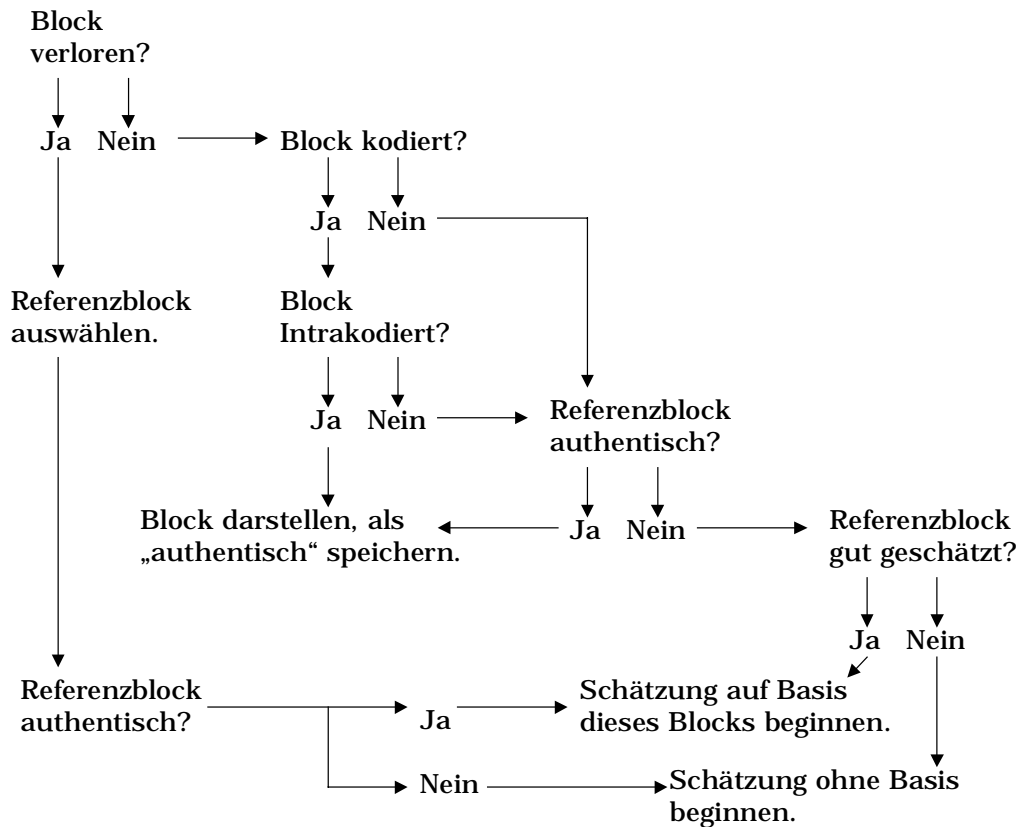 Block
verloren?
Ja Nein
Block kodiert?
Ja Nein
Referenzblock
auswählen.
Block
Intrakodiert?
Ja Nein
Referenzblock
authentisch?
Block darstellen, als
„authentisch“ speichern.
Ja Nein
Referenzblock
gut geschätzt?
Ja Nein
Referenzblock
authentisch?
Ja
Schätzung auf Basis
dieses Blocks beginnen.
Nein
Schätzung ohne Basis
beginnen.